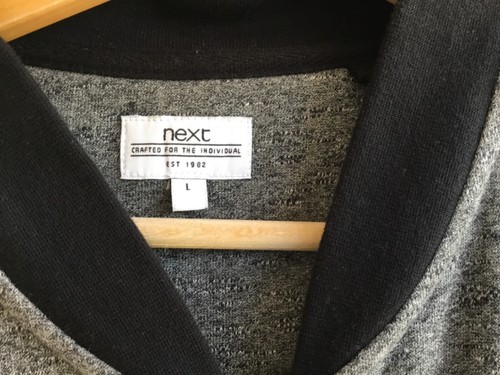 next
CRAFTED FOR THE INDIVIDUAL
EST 1982
L